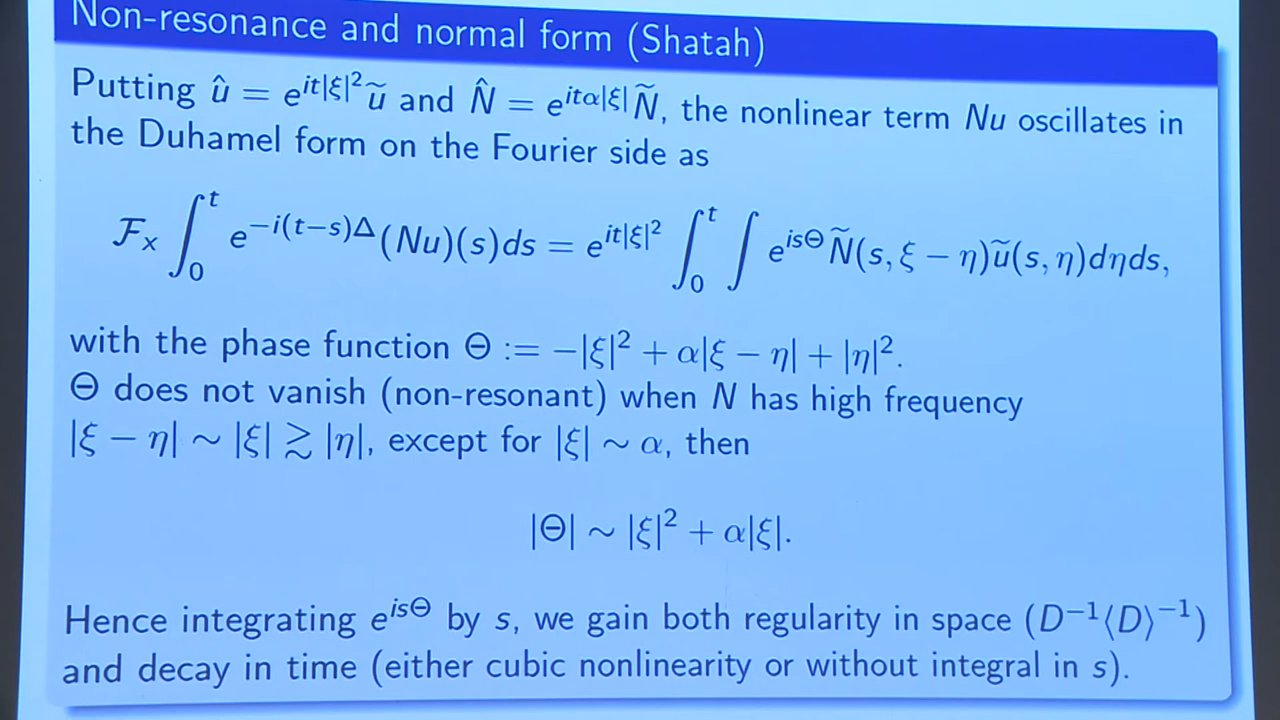 Non-resonance and normal form (Shatah)
Putting û = e^{it|ξ|²}ũ and N̂ = e^{itα|ξ|}Ñ, the nonlinear term Nu oscillates in
the Duhamel form on the Fourier side as
ℱₓ ∫₀ᵗ e^{−i(t−s)Δ}(Nu)(s)ds = e^{it|ξ|²} ∫₀ᵗ ∫ e^{isΘ}Ñ(s, ξ − η)ũ(s, η)dηds,
with the phase function Θ := −|ξ|² + α|ξ − η| + |η|².
Θ does not vanish (non-resonant) when N has high frequency
|ξ − η| ∼ |ξ| ≳ |η|, except for |ξ| ∼ α, then
|Θ| ∼ |ξ|² + α|ξ|.
Hence integrating e^{isΘ} by s, we gain both regularity in space (D⁻¹⟨D⟩⁻¹)
and decay in time (either cubic nonlinearity or without integral in s).